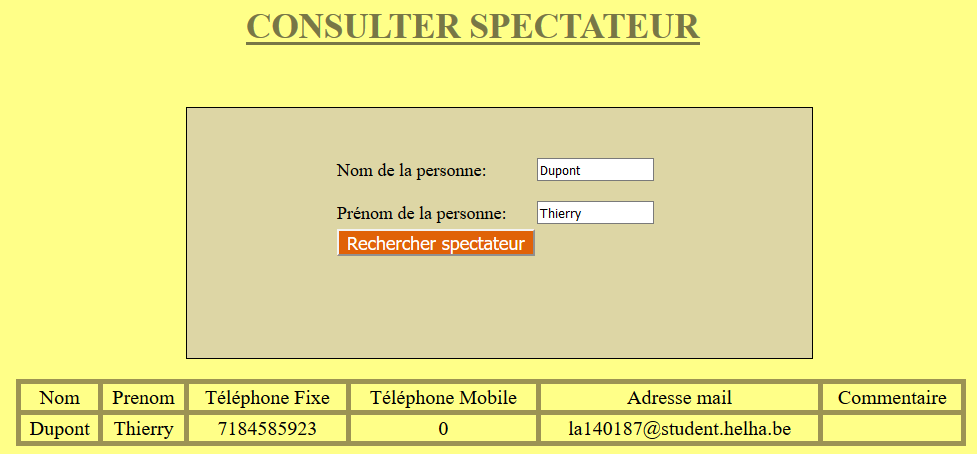 CONSULTER SPECTATEUR
Nom de la personne: Dupont
Prénom de la personne: Thierry
Rechercher spectateur
Nom Prenom Téléphone Fixe Téléphone Mobile Adresse mail Commentaire
Dupont Thierry 7184585923 0 la140187@student.helha.be